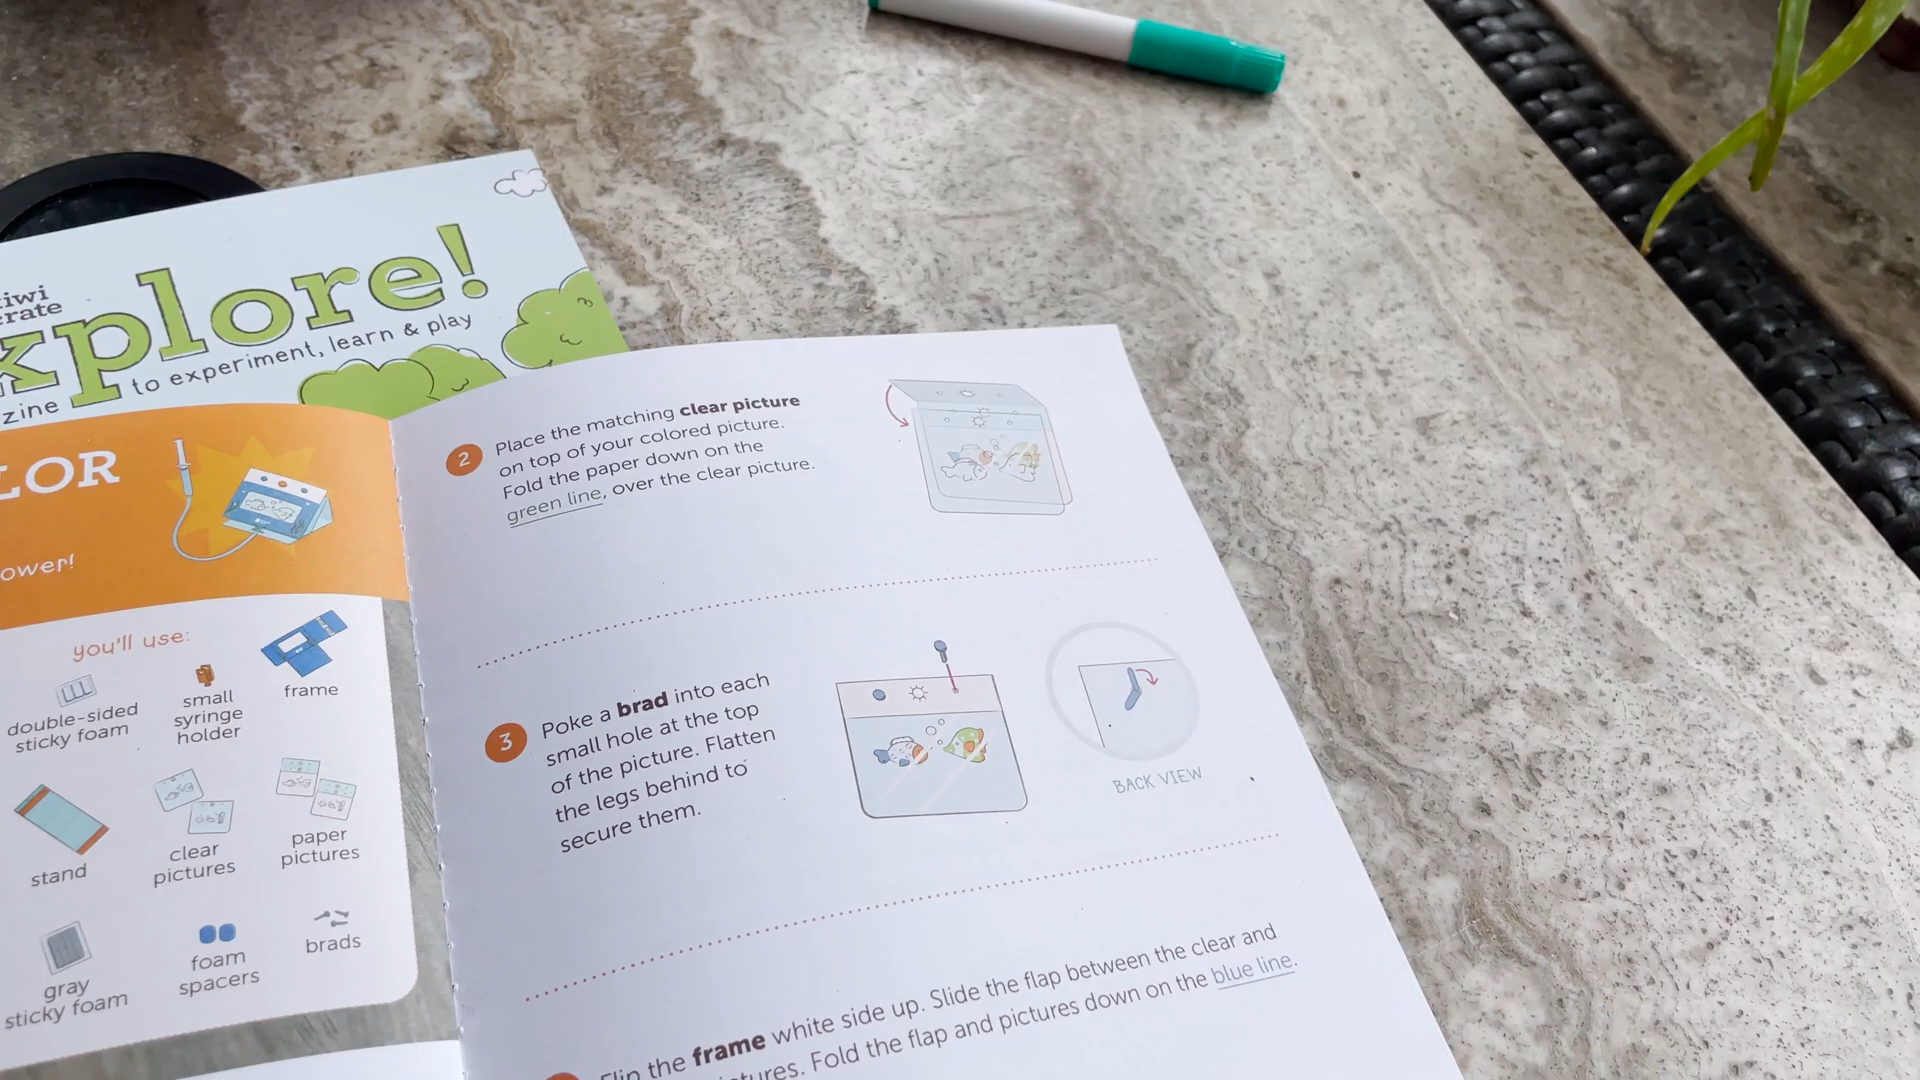 xplore!
to experiment, learn & play
zine
LOR
ower!
you'll use:
double-sided
sticky foam
small
syringe
holder
frame
stand
clear
pictures
paper
pictures
gray
sticky foam
foam
spacers
brads
2
Place the matching clear picture
on top of your colored picture.
Fold the paper down on the
green line, over the clear picture.
3
Poke a brad into each
small hole at the top
of the picture. Flatten
the legs behind to
secure them.
BACK VIEW
Flip the frame white side up. Slide the flap between the clear and
tures. Fold the flap and pictures down on the blue line.